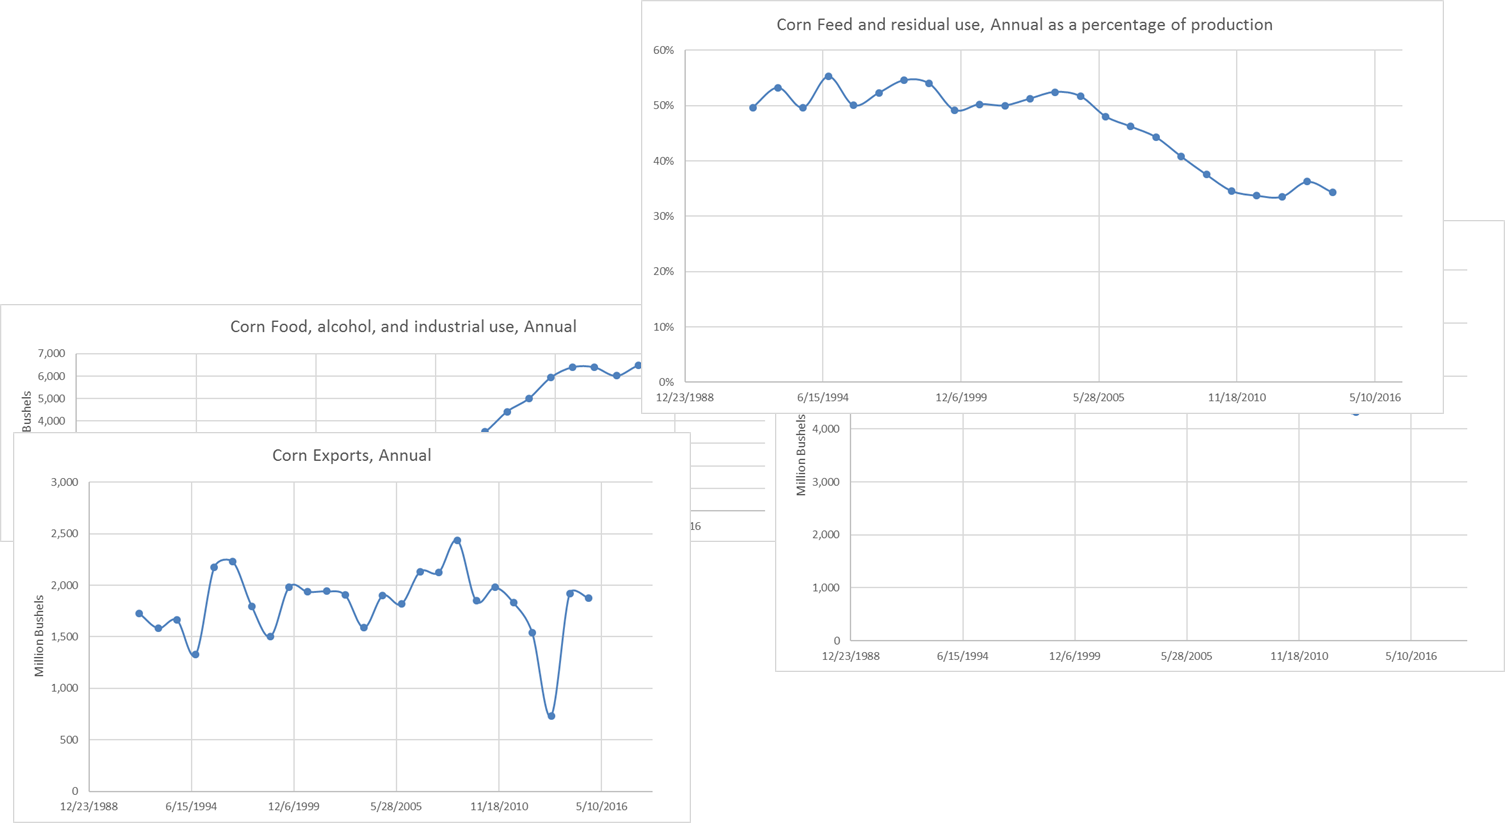 Corn Feed and residual use, Annual as a percentage of production
60%
50%
40%
30%
20%
10%
0%
12/23/1988 6/15/1994 12/6/1999 5/28/2005 11/18/2010 5/10/2016
Corn Food, alcohol, and industrial use, Annual
7,000
6,000
5,000
4,000
Bushels
16
Corn Exports, Annual
3,000
2,500
2,000
1,500
1,000
500
0
Million Bushels
12/23/1988 6/15/1994 12/6/1999 5/28/2005 11/18/2010 5/10/2016
4,000
3,000
2,000
1,000
0
Million Bushels
12/23/1988 6/15/1994 12/6/1999 5/28/2005 11/18/2010 5/10/2016